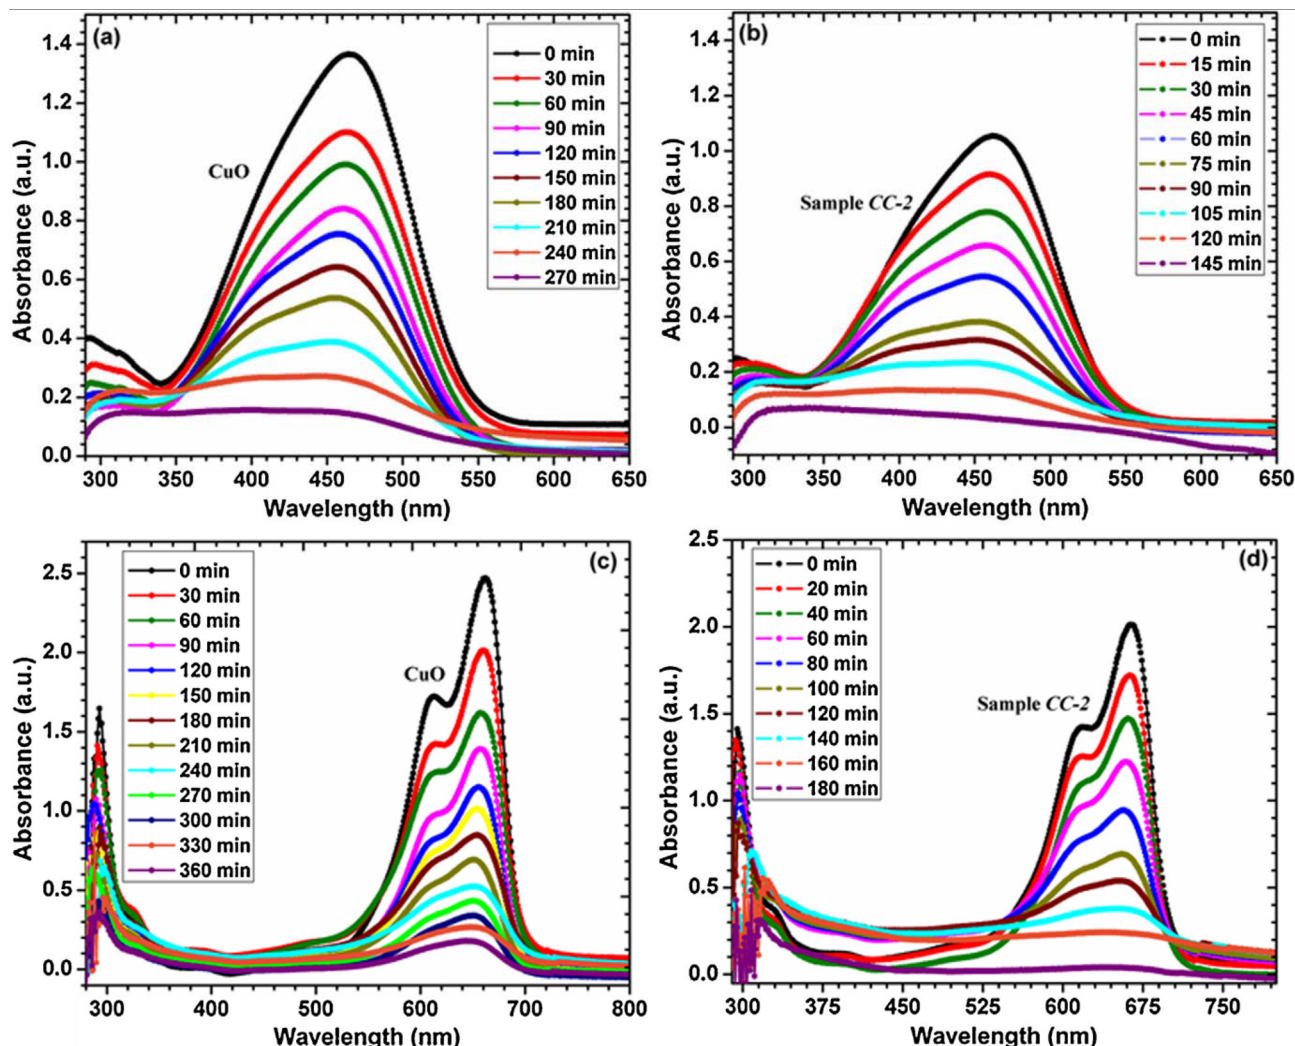 (a)
CuO
0 min
30 min
60 min
90 min
120 min
150 min
180 min
210 min
240 min
270 min
Absorbance (a.u.)
1.4
1.2
1.0
0.8
0.6
0.4
0.2
0.0
300 350 400 450 500 550 600 650
Wavelength (nm)
(b)
Sample CC-2
0 min
15 min
30 min
45 min
60 min
75 min
90 min
105 min
120 min
145 min
Absorbance (a.u.)
1.4
1.2
1.0
0.8
0.6
0.4
0.2
0.0
300 350 400 450 500 550 600 650
Wavelength (nm)
(c)
CuO
0 min
30 min
60 min
90 min
120 min
150 min
180 min
210 min
240 min
270 min
300 min
330 min
360 min
Absorbance (a.u.)
2.5
2.0
1.5
1.0
0.5
0.0
300 400 500 600 700 800
Wavelength (nm)
(d)
Sample CC-2
0 min
20 min
40 min
60 min
80 min
100 min
120 min
140 min
160 min
180 min
Absorbance (a.u.)
2.5
2.0
1.5
1.0
0.5
0.0
300 375 450 525 600 675 750
Wavelength (nm)